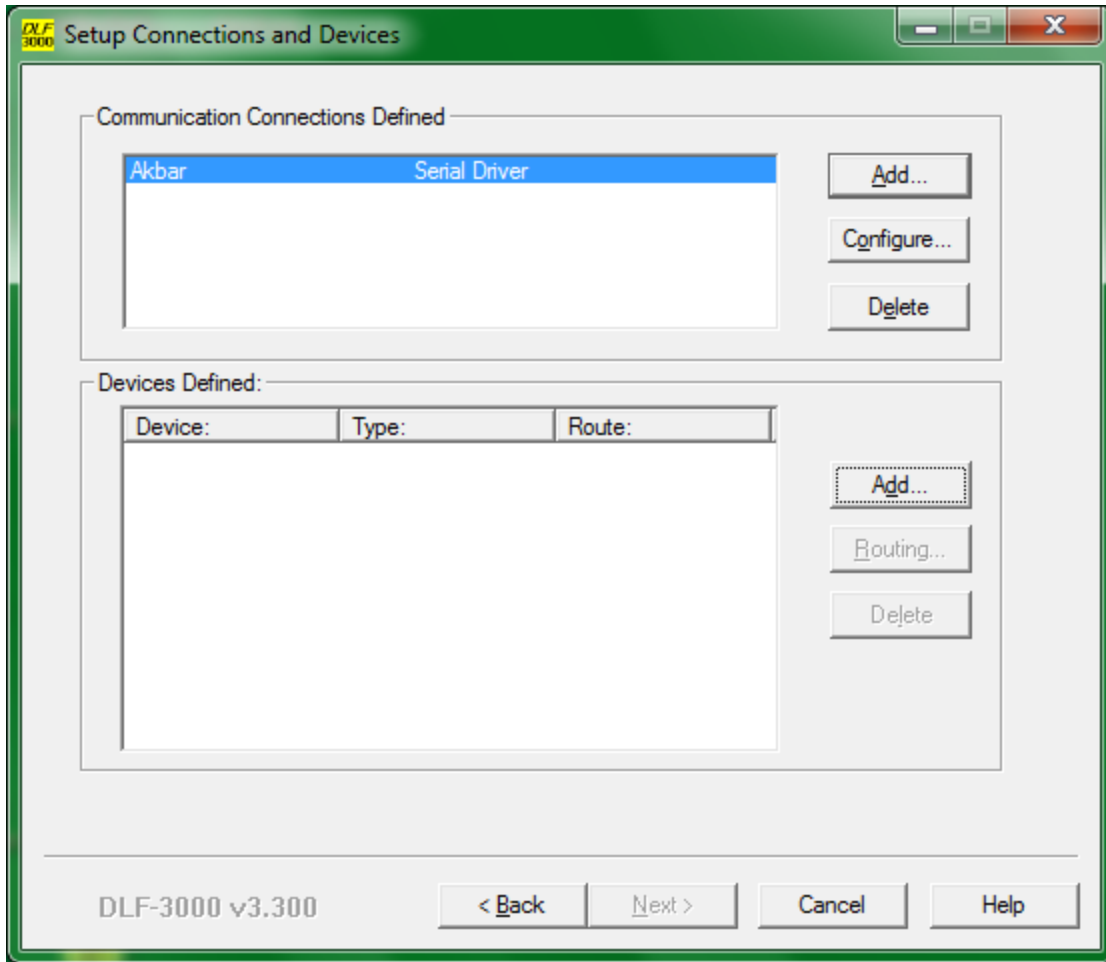 DLF 3000 Setup Connections and Devices
Communication Connections Defined
Akbar Serial Driver
Add...
Configure...
Delete
Devices Defined:
Device: Type: Route:
Add...
Routing...
Delete
DLF-3000 v3.300 < Back Next > Cancel Help